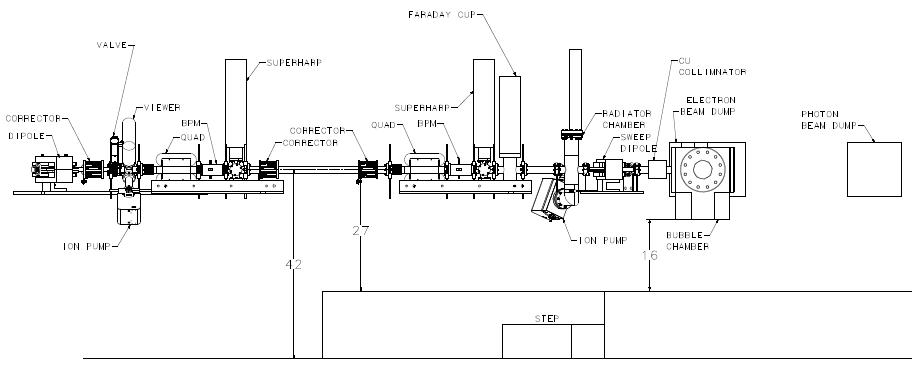 FARADAY CUP
VALVE
SUPERHARP
CU
COLLIMNATOR
VIEWER
SUPERHARP
ELECTRON
BEAM DUMP
CORRECTOR
BPM
QUAD
BPM
RADIATOR
CHAMBER
PHOTON
BEAM DUMP
DIPOLE
QUAD
CORRECTOR
CORRECTOR
SWEEP
DIPOLE
ION PUMP
ION PUMP
BUBBLE
CHAMBER
27
42
16
STEP